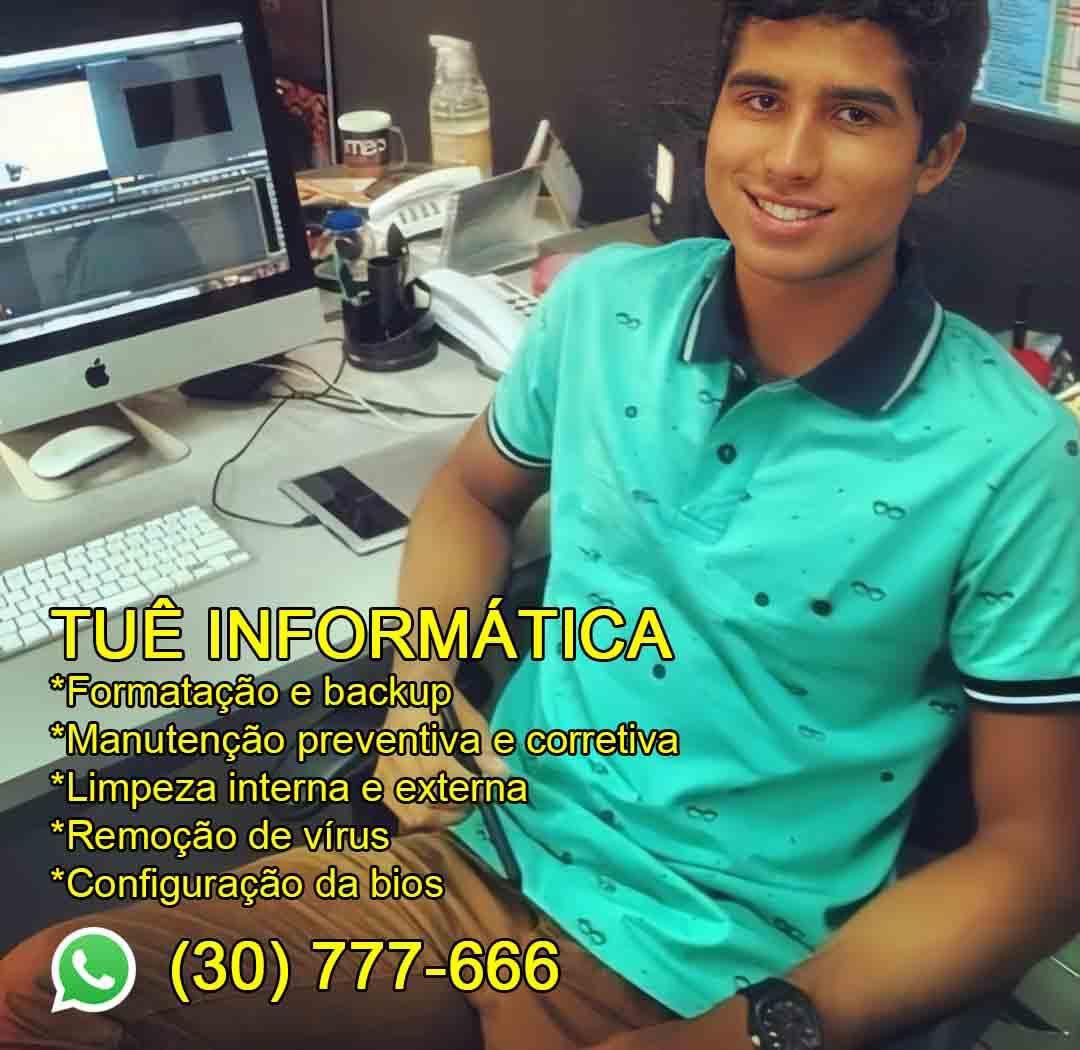 TUÊ INFORMÁTICA
*Formatação e backup
*Manutenção preventiva e corretiva
*Limpeza interna e externa
*Remoção de vírus
*Configuração da bios
(30) 777-666